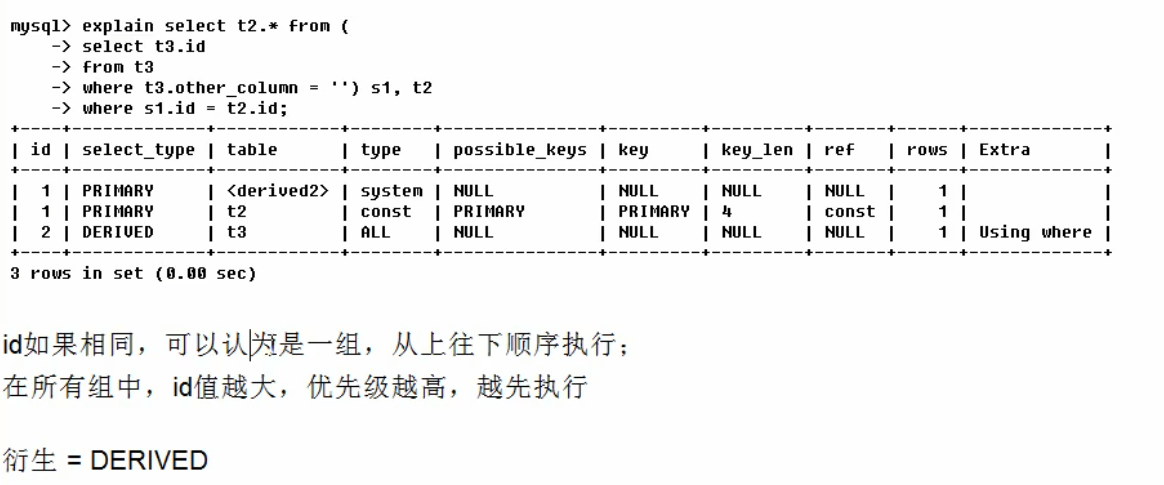 mysql> explain select t2.* from (
    -> select t3.id
    -> from t3
    -> where t3.other_column = '') s1, t2
    -> where s1.id = t2.id;
+----+-------------+------------+--------+---------------+---------+---------+-------+------+-------------+
| id | select_type | table      | type   | possible_keys | key     | key_len | ref   | rows | Extra       |
+----+-------------+------------+--------+---------------+---------+---------+-------+------+-------------+
|  1 | PRIMARY     | <derived2> | system | NULL          | NULL    | NULL    | NULL  |    1 |             |
|  1 | PRIMARY     | t2         | const  | PRIMARY       | PRIMARY | 4       | const |    1 |             |
|  2 | DERIVED     | t3         | ALL    | NULL          | NULL    | NULL    | NULL  |    1 | Using where |
+----+-------------+------------+--------+---------------+---------+---------+-------+------+-------------+
3 rows in set (0.00 sec)
id如果相同，可以认为是一组，从上往下顺序执行；
在所有组中，id值越大，优先级越高，越先执行
衍生 = DERIVED